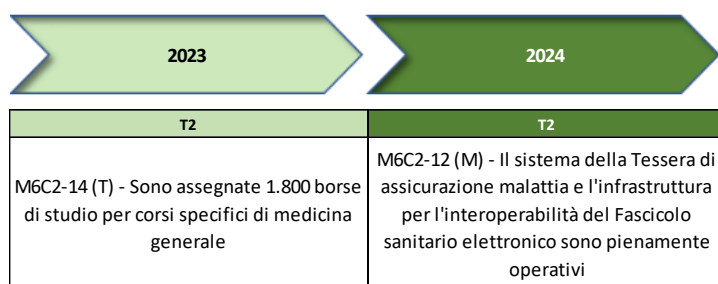 2023
2024
T2
T2
M6C2-14 (T) - Sono assegnate 1.800 borse
di studio per corsi specifici di medicina
generale
M6C2-12 (M) - Il sistema della Tessera di
assicurazione malattia e l'infrastruttura
per l'interoperabilità del Fascicolo
sanitario elettronico sono pienamente
operativi